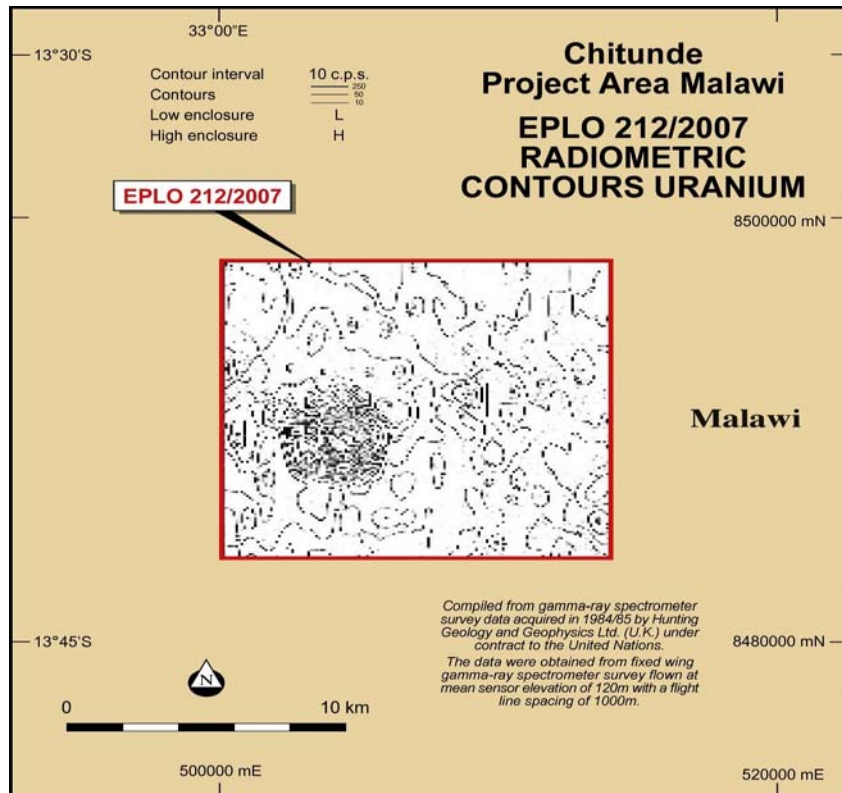 33°00"E
13°30'S
Contour interval 10 c.p.s.
Contours 250
50
10
Low enclosure L
High enclosure H
Chitunde
Project Area Malawi
EPLO 212/2007
RADIOMETRIC
CONTOURS URANIUM
EPLO 212/2007
8500000 mN
Malawi
Compiled from gamma-ray spectrometer
survey data acquired in 1984/85 by Hunting
Geology and Geophysics Ltd. (U.K.) under
contract to the United Nations.
The data were obtained from fixed wing
gamma-ray spectrometer survey flown at
mean sensor elevation of 120m with a flight
line spacing of 1000m.
13°45'S
8480000 mN
N
0 10 km
500000 mE
520000 mE